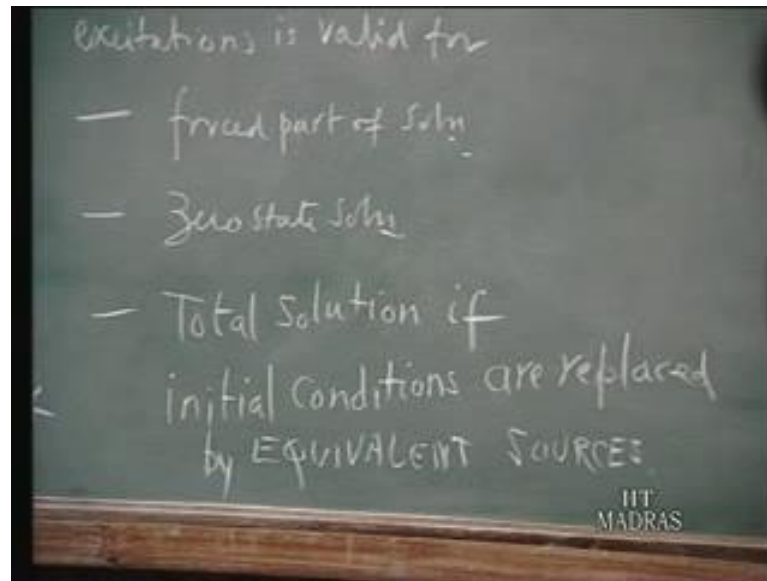 excitations is valid for
— forced part of soln.
— Zero state soln
— Total Solution if
initial conditions are replaced
by EQUIVALENT SOURCES
IIT
MADRAS